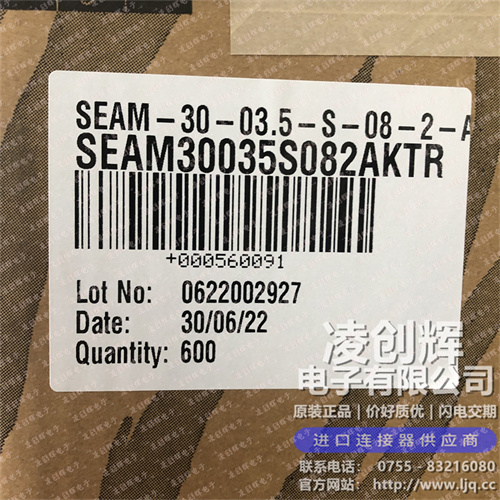 SEAM-30-03.5-S-08-2-A
SEAM30035S082AKTR
+000560091
Lot No: 0622002927
Date: 30/06/22
Quantity: 600
凌创辉
电子有限公司
原装正品 | 价好质优 | 闪电交期
进口连接器供应商
联系电话: 0755 - 83216080
官方网站: www.ljq.cc